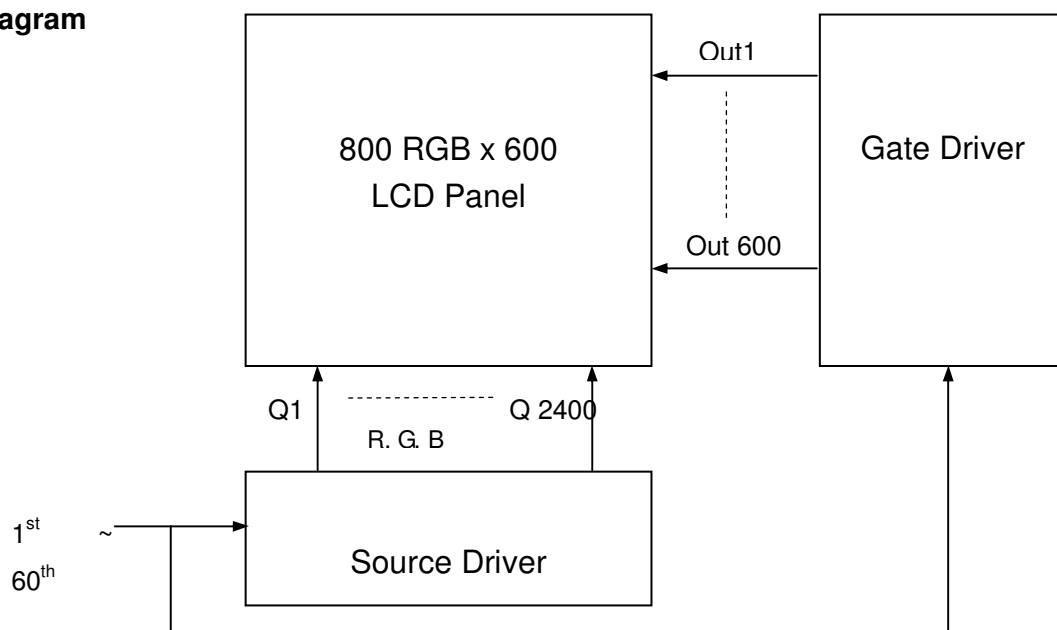 agram
Out1
800 RGB x 600
LCD Panel
Gate Driver
Out 600
Q1
Q 2400
R. G. B
1st ~
60th
Source Driver